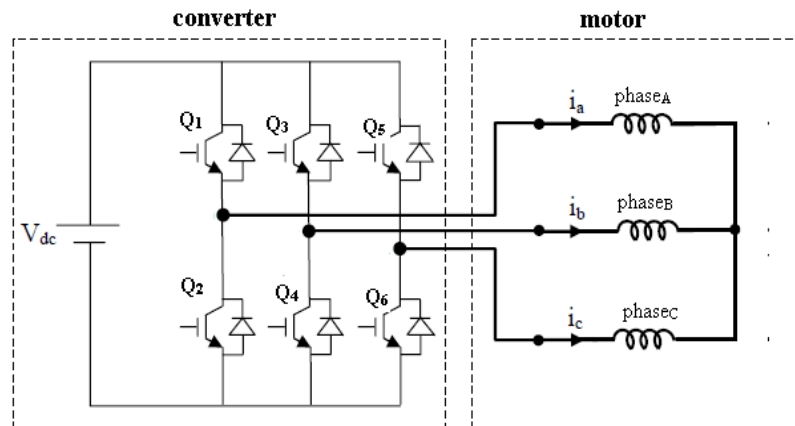 converter
motor
Q1
Q3
Q5
Q2
Q4
Q6
Vdc
ia
phaseA
ib
phaseB
ic
phaseC